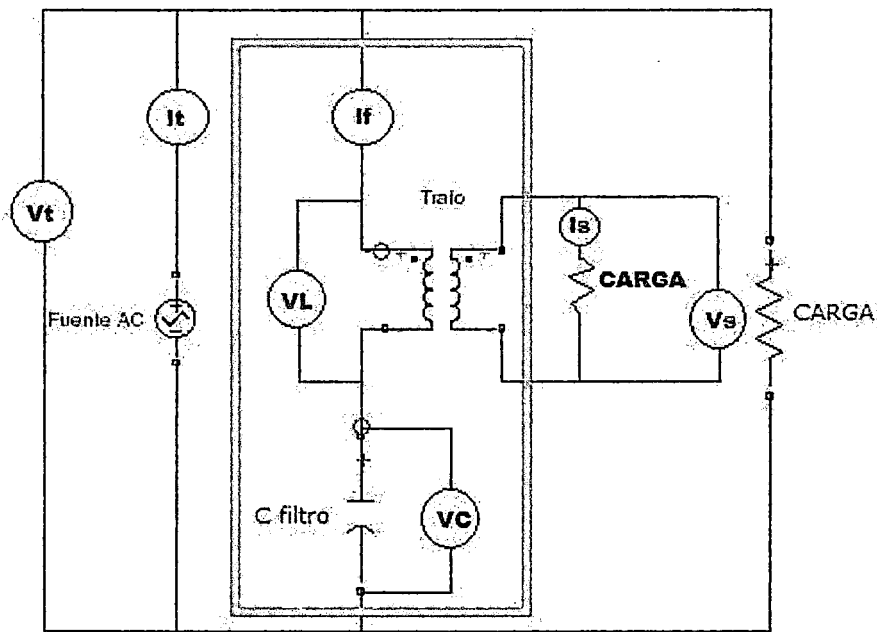 It
If
Vt
Trafo
Is
CARGA
VL
Vs
Fuente AC
CARGA
C filtro
VC